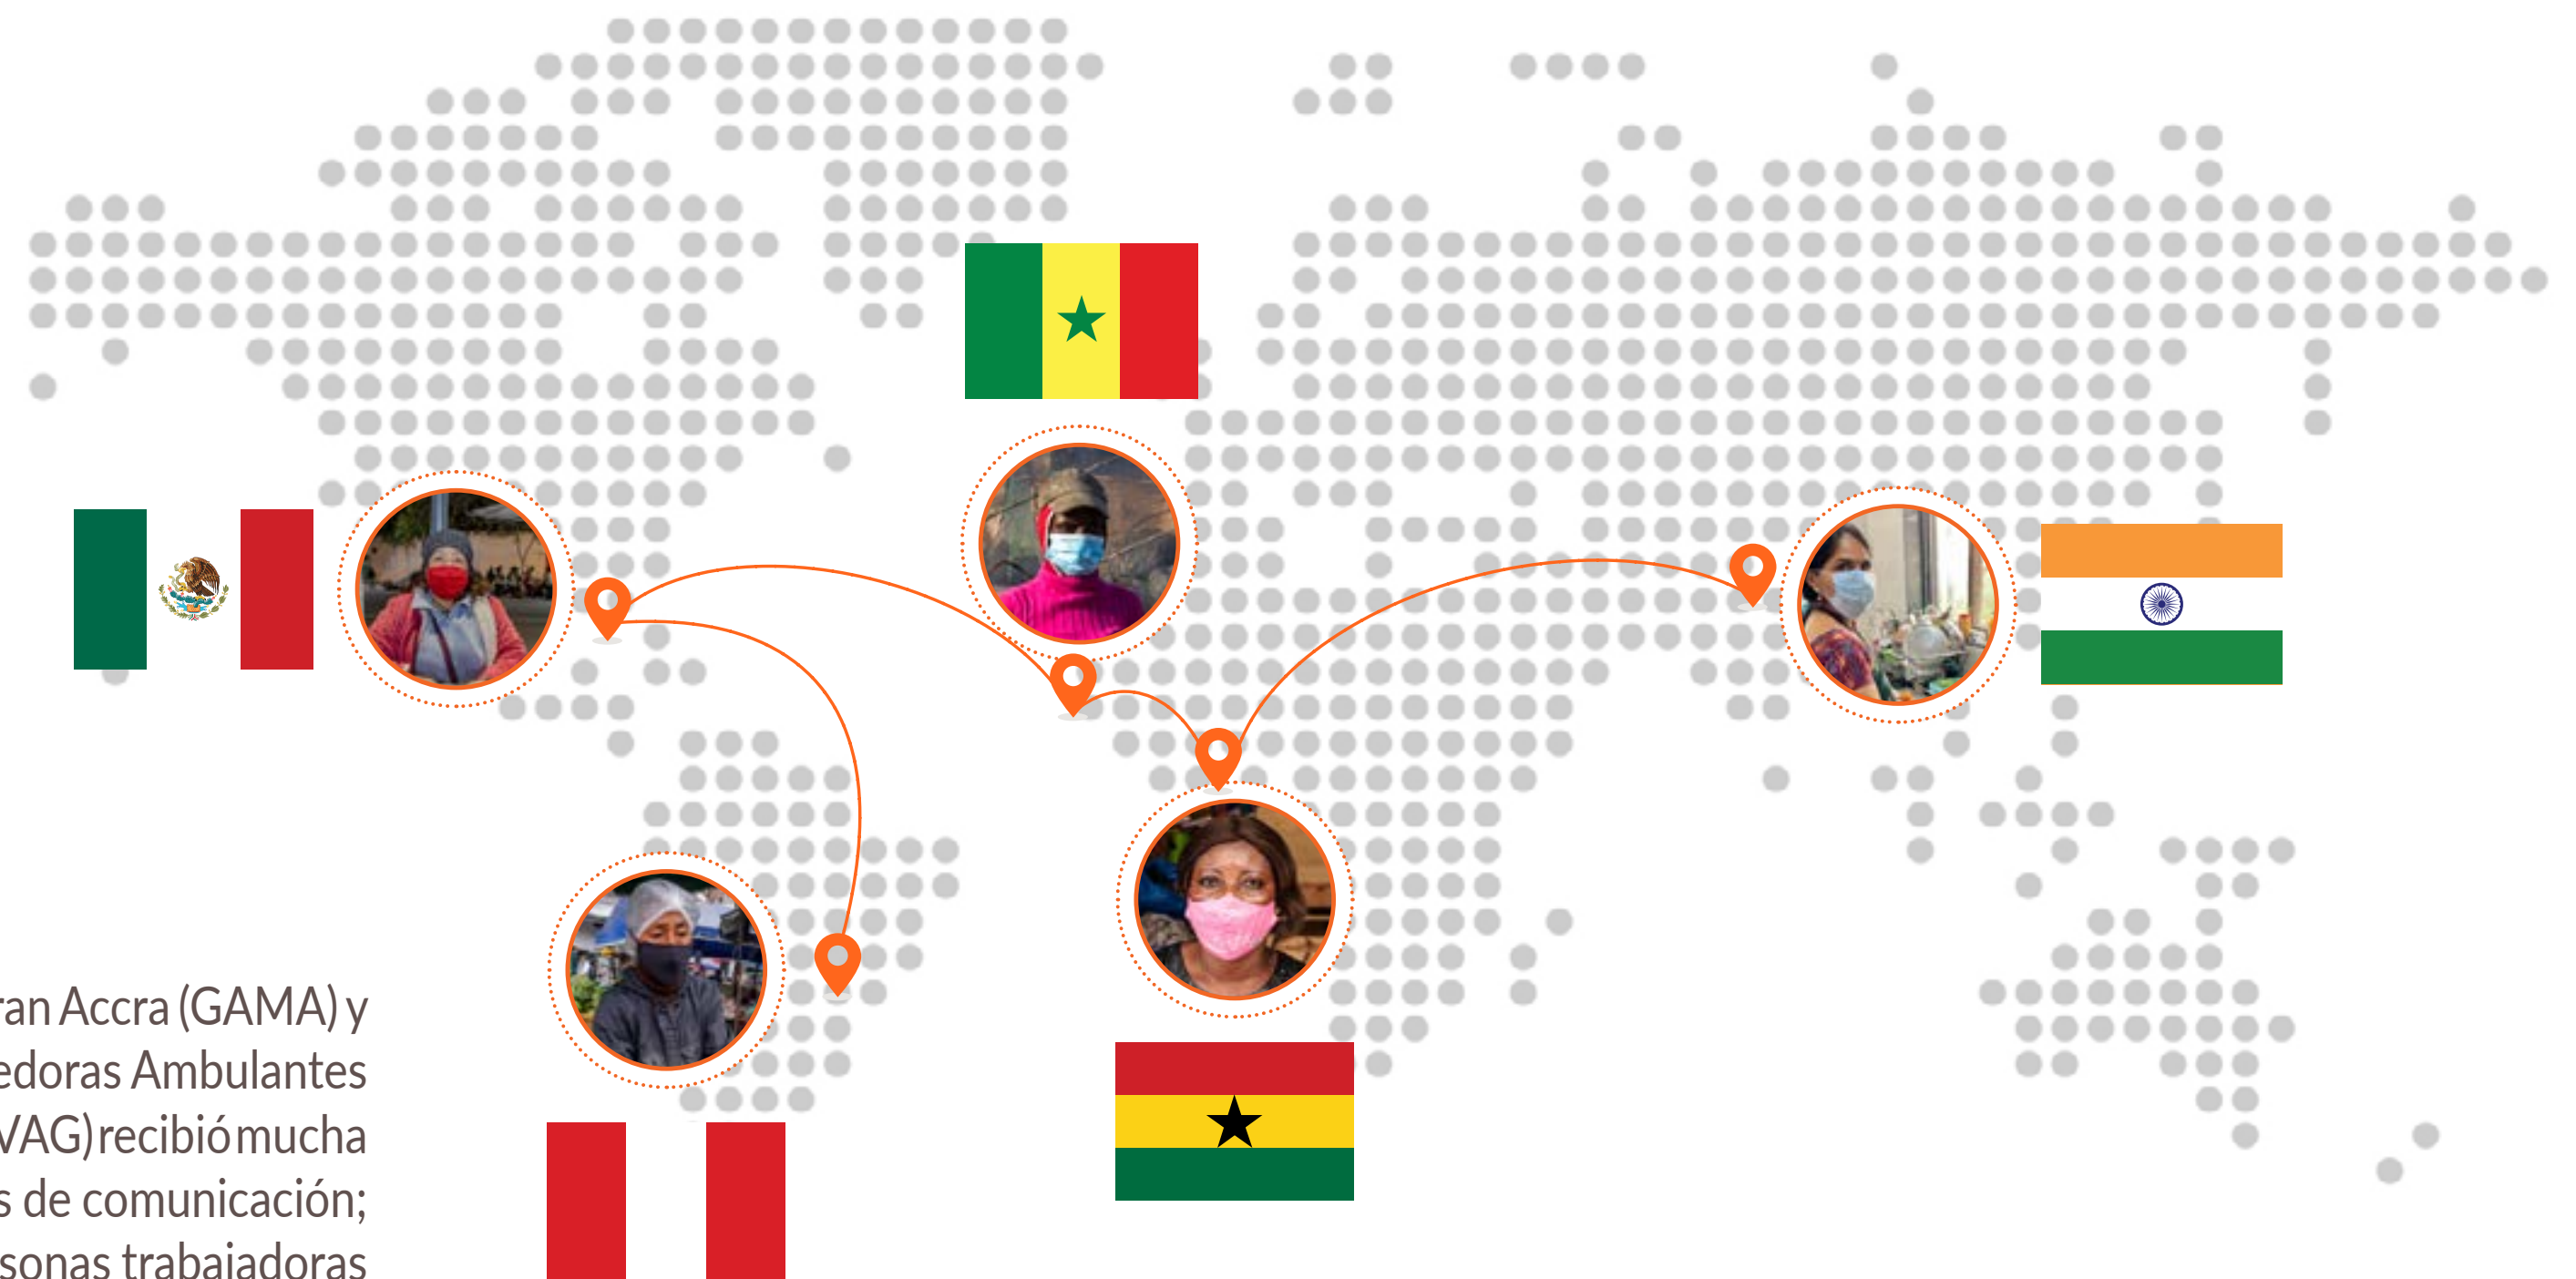 ran Accra (GAMA) y
edoras Ambulantes
VAG) recibió mucha
s de comunicación;
sonas trabajadoras